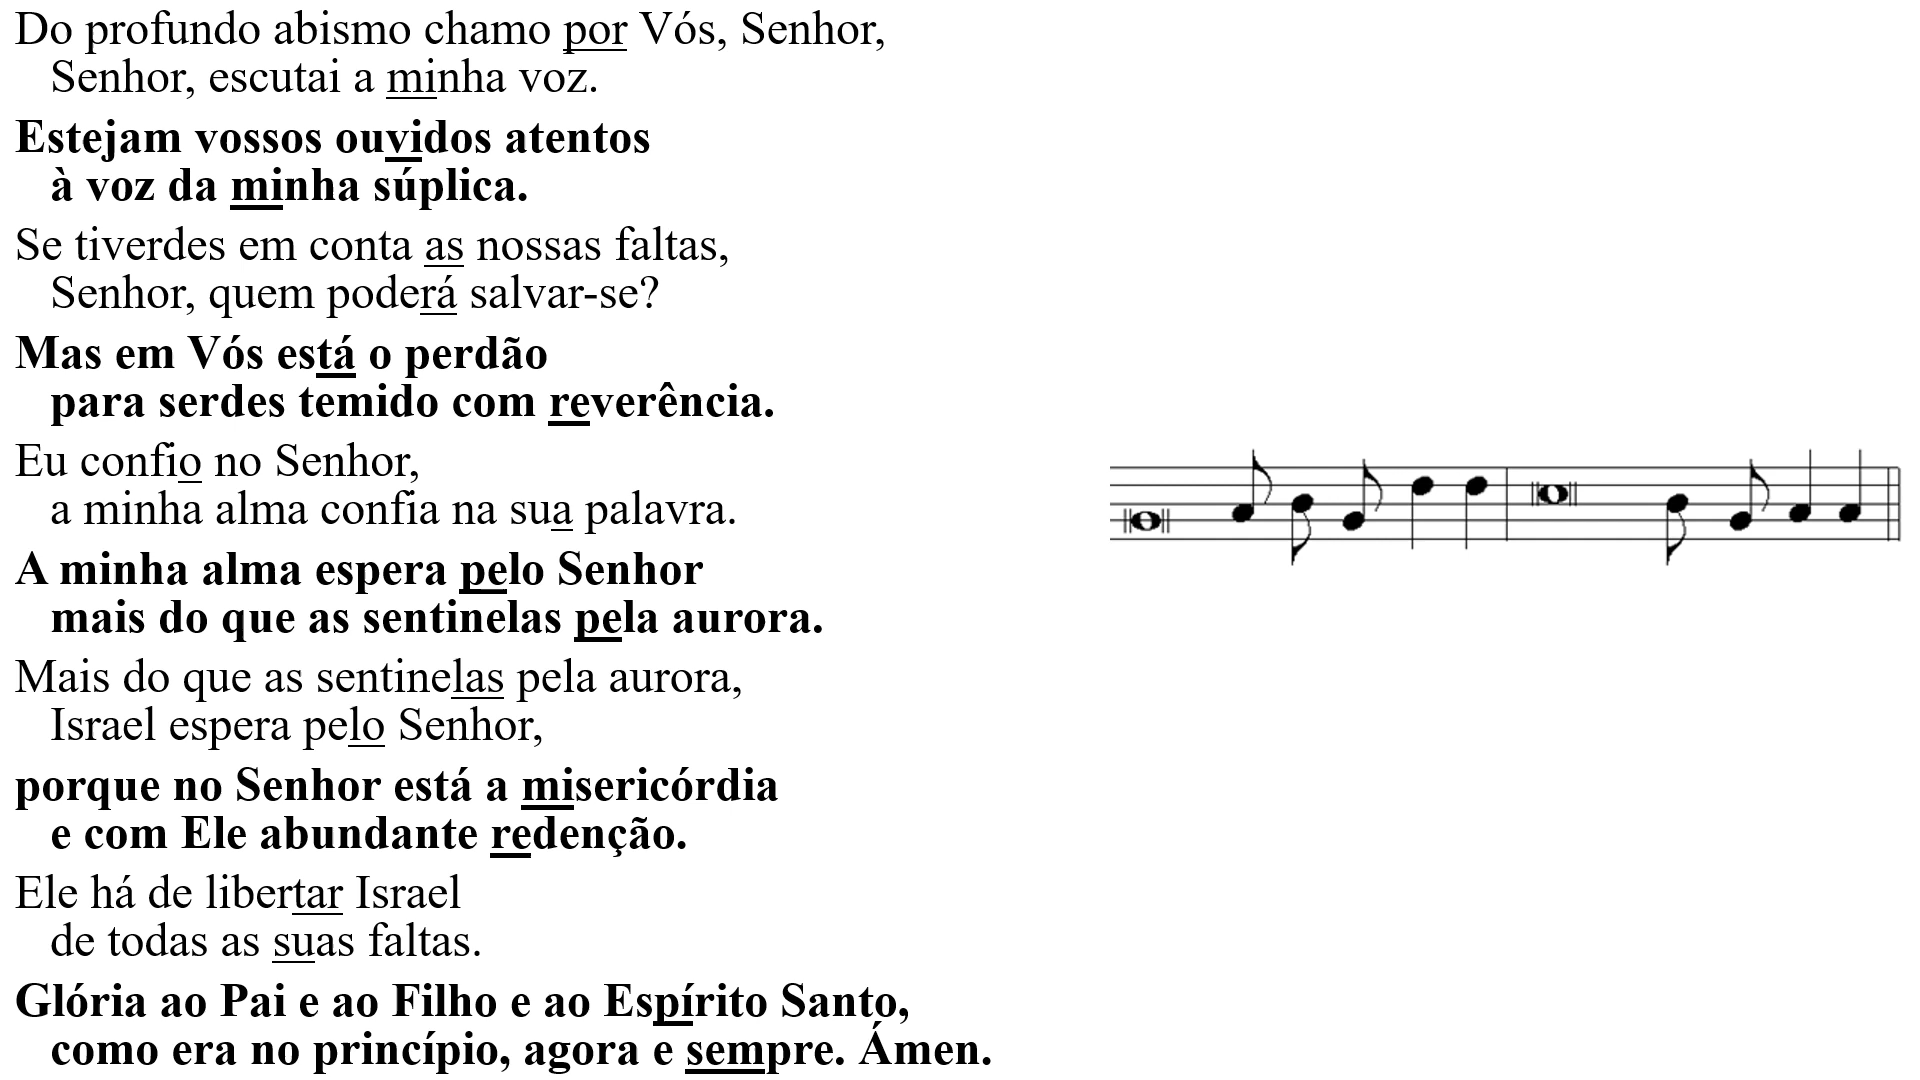 Do profundo abismo chamo por Vós, Senhor,
Senhor, escutai a minha voz.
Estejam vossos ouvidos atentos
à voz da minha súplica.
Se tiverdes em conta as nossas faltas,
Senhor, quem poderá salvar-se?
Mas em Vós está o perdão
para serdes temido com reverência.
Eu confio no Senhor,
a minha alma confia na sua palavra.
A minha alma espera pelo Senhor
mais do que as sentinelas pela aurora.
Mais do que as sentinelas pela aurora,
Israel espera pelo Senhor,
porque no Senhor está a misericórdia
e com Ele abundante redenção.
Ele há de libertar Israel
de todas as suas faltas.
Glória ao Pai e ao Filho e ao Espírito Santo,
como era no princípio, agora e sempre. Ámen.